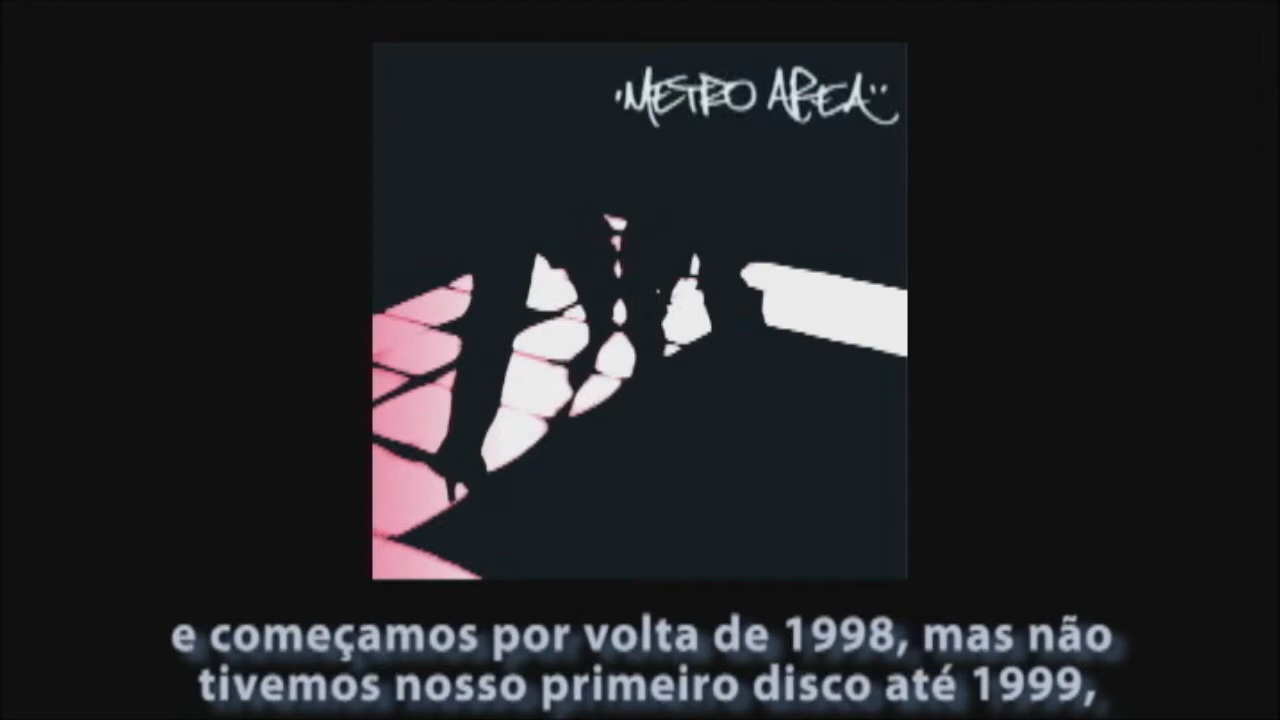 "METRO AREA"
e começamos por volta de 1998, mas não
tivemos nosso primeiro disco até 1999,